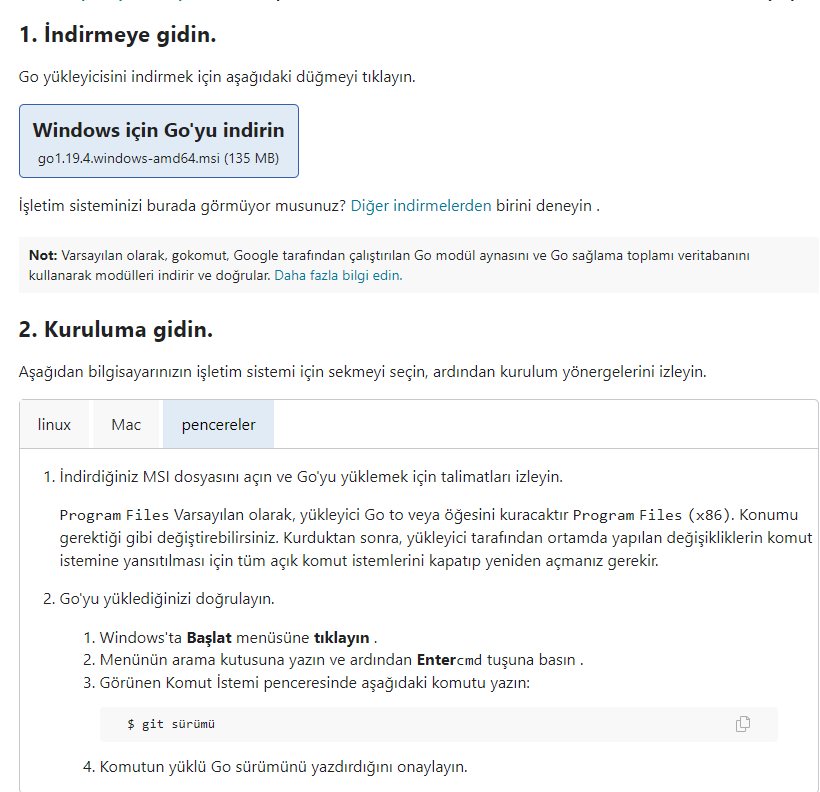 1. İndirmeye gidin.
Go yükleyicisini indirmek için aşağıdaki düğmeyi tıklayın.
Windows için Go'yu indirin
go1.19.4.windows-amd64.msi (135 MB)
İşletim sisteminizi burada görmüyor musunuz? Diğer indirmelerden birini deneyin .
Not: Varsayılan olarak, gokomut, Google tarafından çalıştırılan Go modül aynasını ve Go sağlama toplamı veritabanını
kullanarak modülleri indirir ve doğrular. Daha fazla bilgi edin.
2. Kuruluma gidin.
Aşağıdan bilgisayarınızın işletim sistemi için sekmeyi seçin, ardından kurulum yönergelerini izleyin.
linux Mac pencereler
1. İndirdiğiniz MSI dosyasını açın ve Go'yu yüklemek için talimatları izleyin.
Program Files Varsayılan olarak, yükleyici Go to veya öğesini kuracaktır Program Files (x86). Konumu
gerektiği gibi değiştirebilirsiniz. Kurduktan sonra, yükleyici tarafından ortamda yapılan değişikliklerin komut
istemine yansıtılması için tüm açık komut istemlerini kapatıp yeniden açmanız gerekir.
2. Go'yu yüklediğinizi doğrulayın.
1. Windows'ta Başlat menüsüne tıklayın .
2. Menünün arama kutusuna yazın ve ardından Entercmd tuşuna basın .
3. Görünen Komut İstemi penceresinde aşağıdaki komutu yazın:
$ git sürümü
4. Komutun yüklü Go sürümünü yazdırdığını onaylayın.